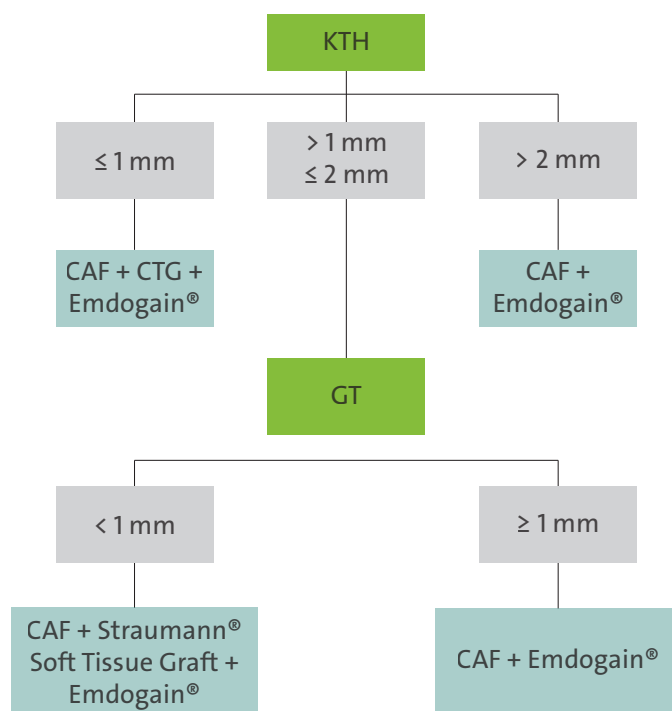 KTH
≤ 1 mm
> 1 mm
≤ 2 mm
> 2 mm
CAF + CTG +
Emdogain®
CAF +
Emdogain®
GT
< 1 mm
≥ 1 mm
CAF + Straumann®
Soft Tissue Graft +
Emdogain®
CAF + Emdogain®